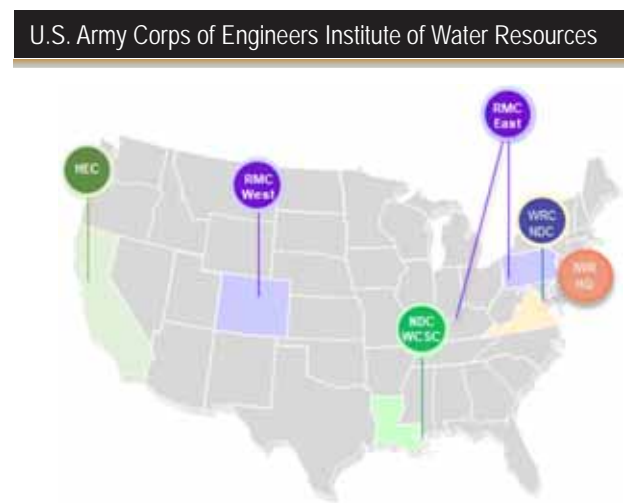 U.S. Army Corps of Engineers Institute of Water Resources
RMC
East
HEC
RMC
West
WRC
NDC
IWR
HQ
NDC
WCSC